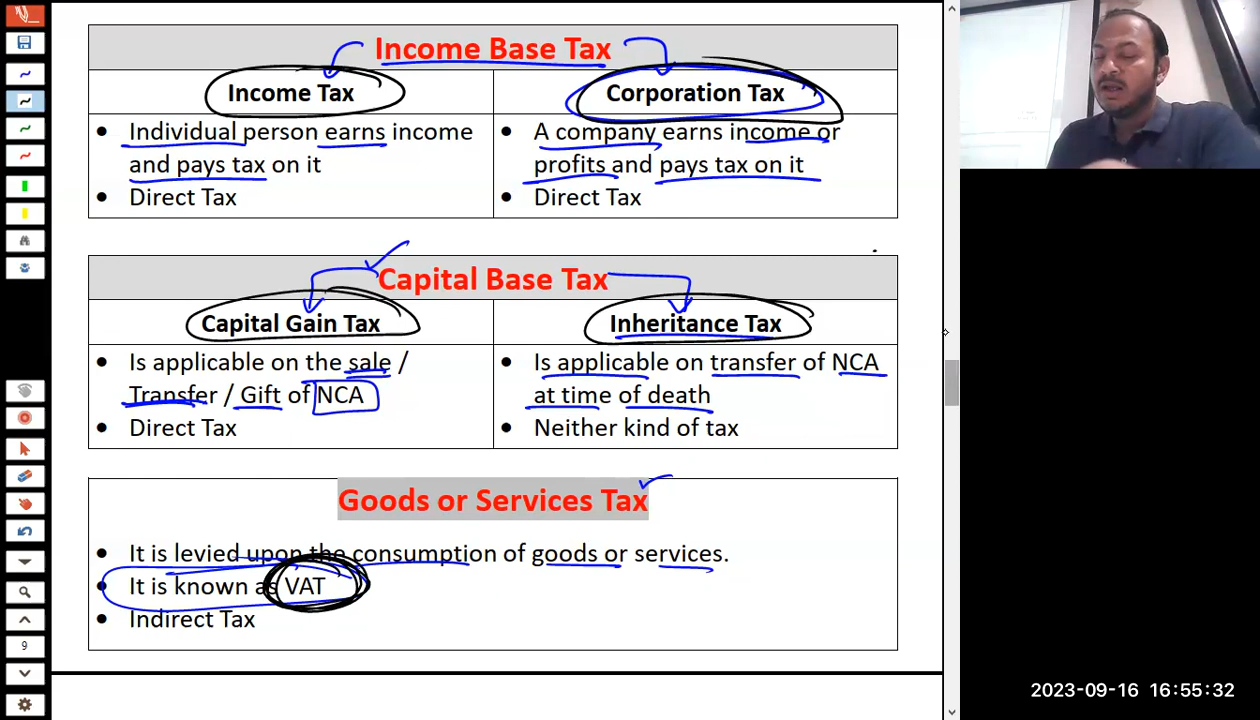 Income Base Tax
Income Tax
Corporation Tax
• Individual person earns income
and pays tax on it
• Direct Tax
• A company earns income or
profits and pays tax on it
• Direct Tax
Capital Base Tax
Capital Gain Tax
Inheritance Tax
• Is applicable on the sale /
Transfer / Gift of NCA
• Direct Tax
• Is applicable on transfer of NCA
at time of death
• Neither kind of tax
Goods or Services Tax
• It is levied upon the consumption of goods or services.
• It is known as VAT
• Indirect Tax
9
2023-09-16 16:55:32